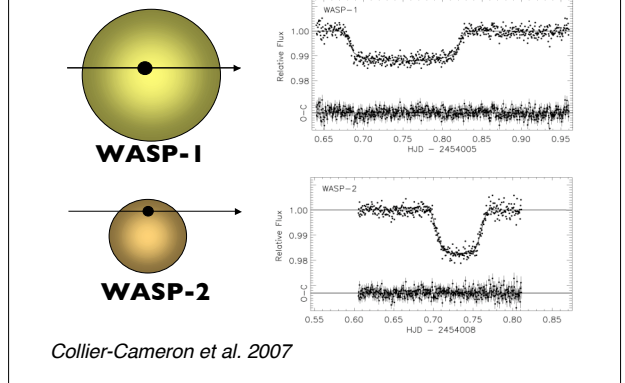 WASP-1
1.00
0.99
0.98
Relative Flux
O-C
0.65 0.70 0.75 0.80 0.85 0.90 0.95
HJD - 2454005
WASP-1
WASP-2
1.00
0.99
0.98
Relative Flux
O-C
0.55 0.60 0.65 0.70 0.75 0.80 0.85
HJD - 2454008
WASP-2
Collier-Cameron et al. 2007